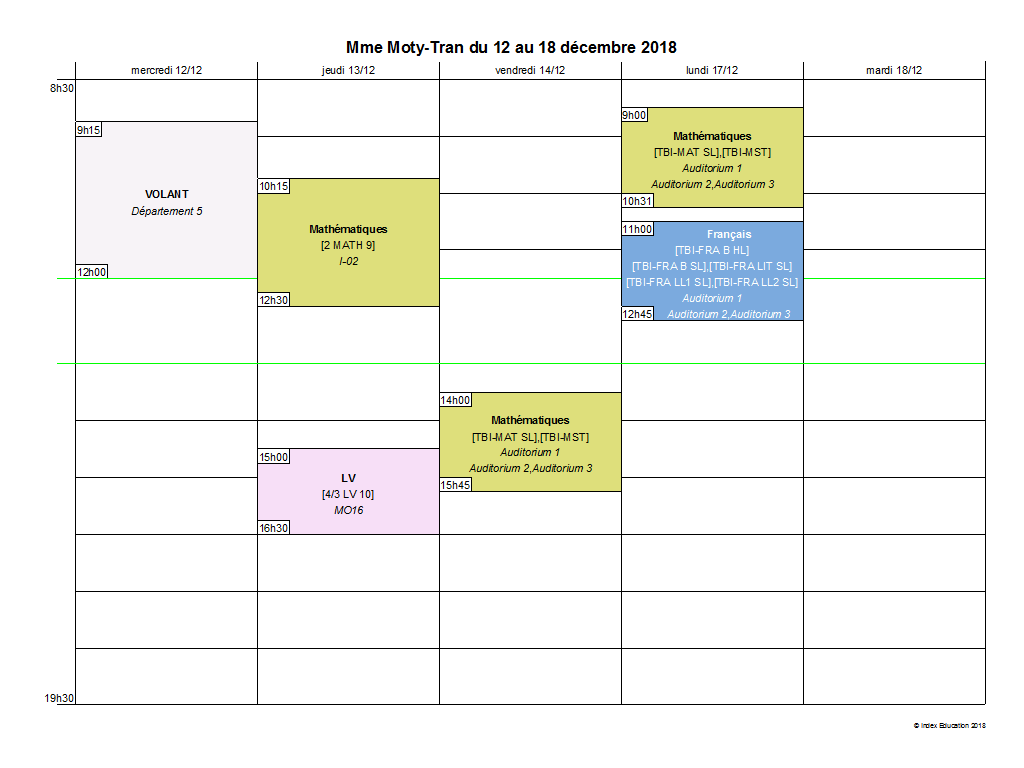 Mme Moty-Tran du 12 au 18 décembre 2018
mercredi 12/12
jeudi 13/12
vendredi 14/12
lundi 17/12
mardi 18/12
8h30
9h15
VOLANT
Département 5
12h00
10h15
Mathématiques
[2 MATH 9]
I-02
12h30
15h00
LV
[4/3 LV 10]
MO16
16h30
14h00
Mathématiques
[TBI-MAT SL],[TBI-MST]
Auditorium 1
Auditorium 2,Auditorium 3
15h45
9h00
Mathématiques
[TBI-MAT SL],[TBI-MST]
Auditorium 1
Auditorium 2,Auditorium 3
10h31
11h00
Français
[TBI-FRA B HL]
[TBI-FRA B SL],[TBI-FRA LIT SL]
[TBI-FRA LL1 SL],[TBI-FRA LL2 SL]
Auditorium 1
Auditorium 2,Auditorium 3
12h45
19h30
© Index Education 2018